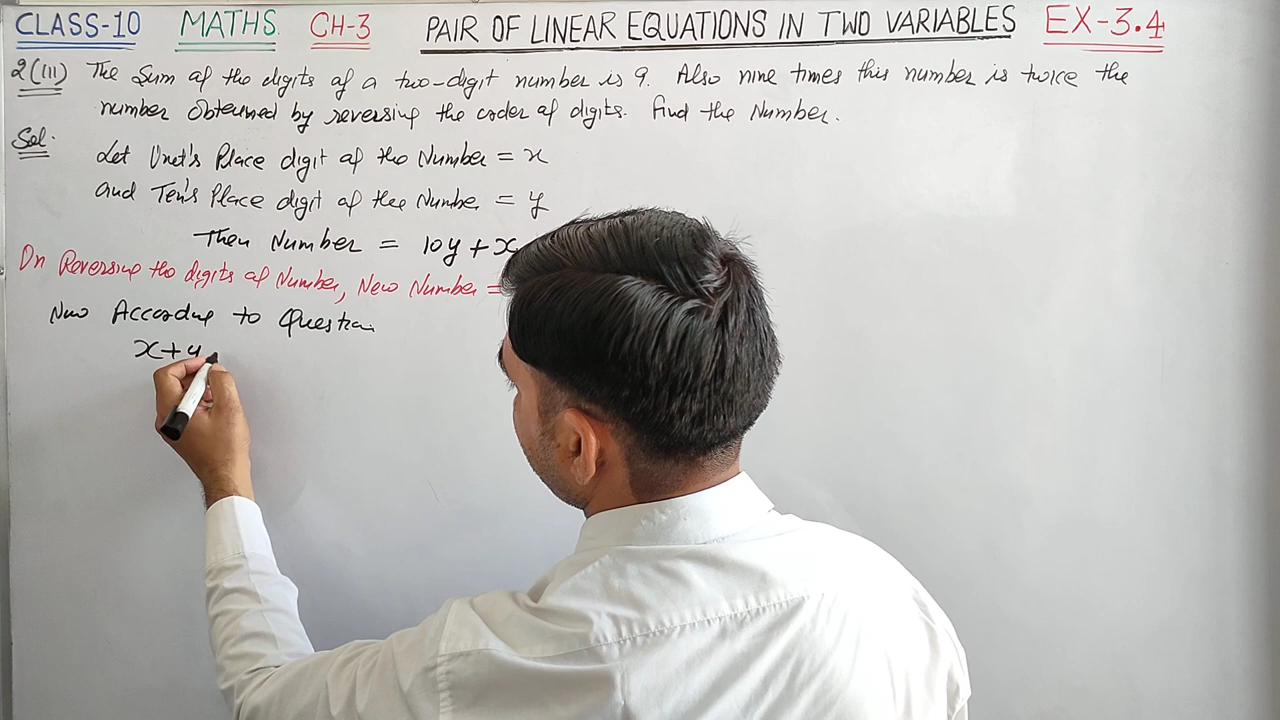 CLASS-10 MATHS CH-3 PAIR OF LINEAR EQUATIONS IN TWO VARIABLES EX-3.4
2(III) The Sum of the digits of a two-digit number is 9. Also nine times this number is twice the
number obtained by reversing the order of digits. Find the Number.
Sol.
Let Unit's Place digit of the Number = x
and Ten's Place digit of the Number = y
Then Number = 10y + x
On Reversing the digits of Number, New Number =
Now According to Question
x + y